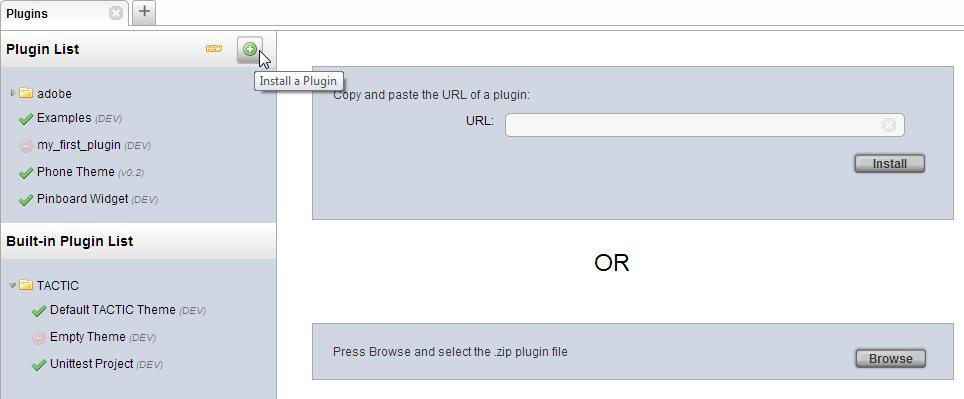 Plugins
Plugin List NEW
Install a Plugin
adobe
Examples (DEV)
my_first_plugin (DEV)
Phone Theme (v0.2)
Pinboard Widget (DEV)
Built-in Plugin List
TACTIC
Default TACTIC Theme (DEV)
Empty Theme (DEV)
Unittest Project (DEV)
Copy and paste the URL of a plugin:
URL:
Install
OR
Press Browse and select the .zip plugin file
Browse